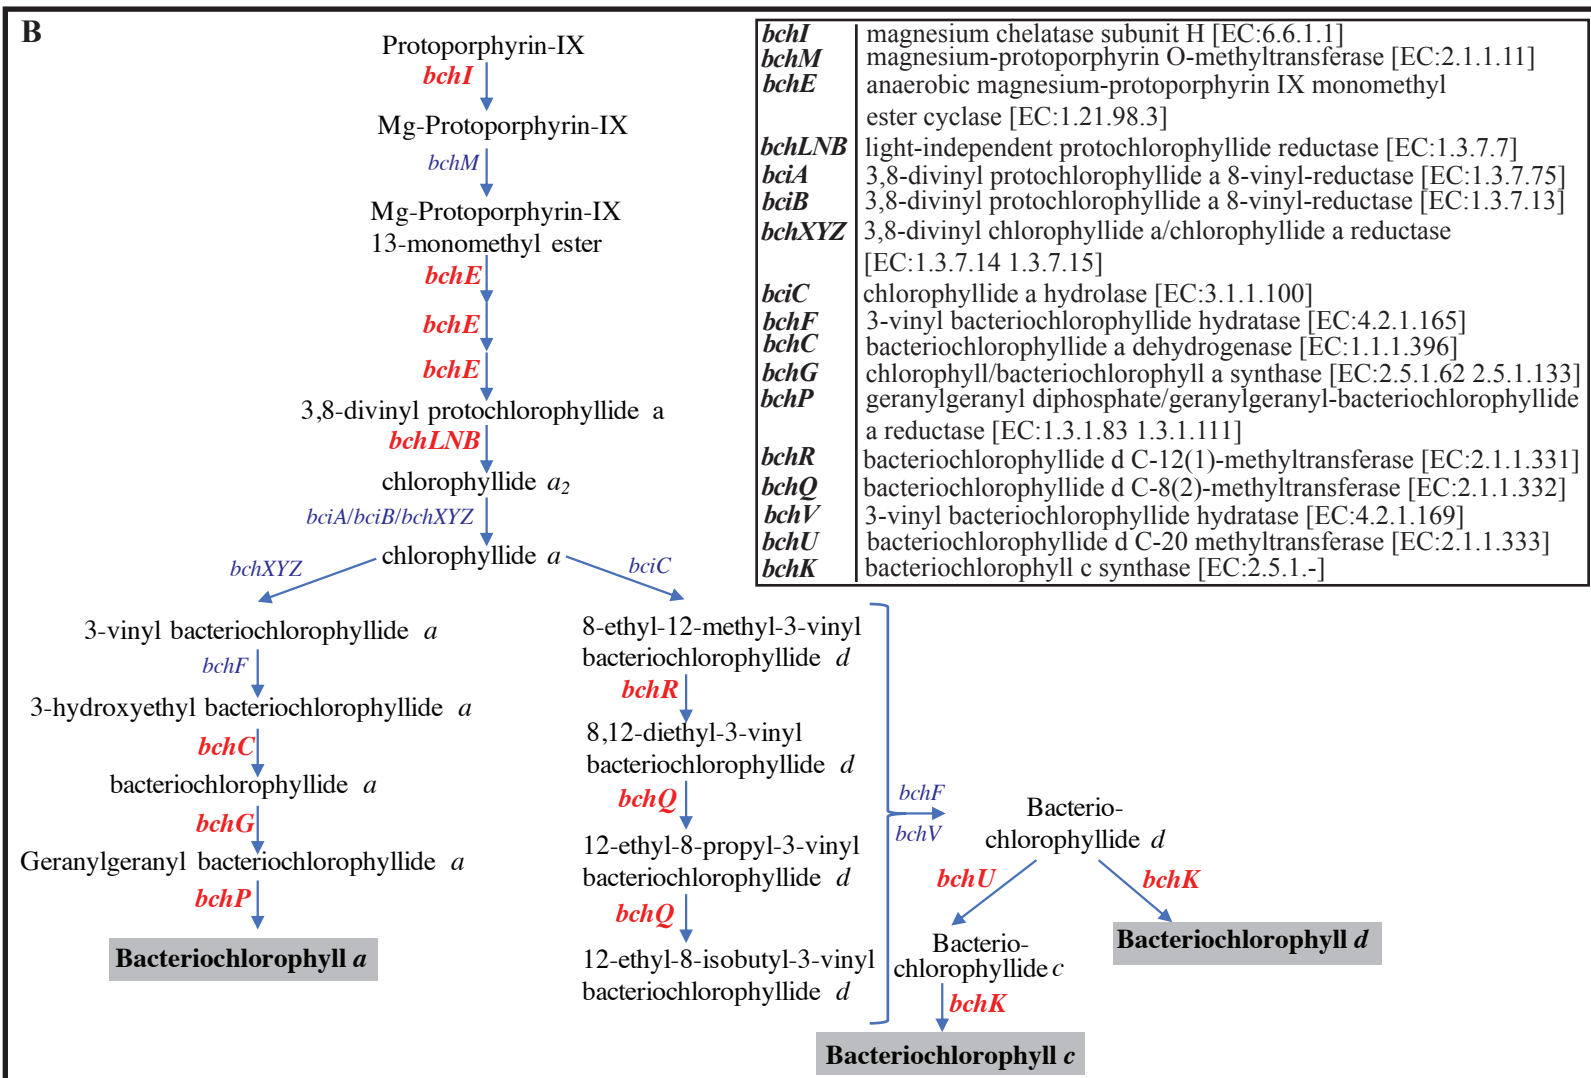 B
Protoporphyrin-IX
bchI
Mg-Protoporphyrin-IX
bchM
Mg-Protoporphyrin-IX
13-monomethyl ester
bchE
bchE
bchE
3,8-divinyl protochlorophyllide a
bchLNB
chlorophyllide a2
bciA/bciB/bchXYZ
chlorophyllide a
bchXYZ
bciC
3-vinyl bacteriochlorophyllide a
bchF
3-hydroxyethyl bacteriochlorophyllide a
bchC
bacteriochlorophyllide a
bchG
Geranylgeranyl bacteriochlorophyllide a
bchP
Bacteriochlorophyll a
8-ethyl-12-methyl-3-vinyl
bacteriochlorophyllide d
bchR
8,12-diethyl-3-vinyl
bacteriochlorophyllide d
bchQ
12-ethyl-8-propyl-3-vinyl
bacteriochlorophyllide d
bchQ
12-ethyl-8-isobutyl-3-vinyl
bacteriochlorophyllide d
bchF
bchV
Bacterio-
chlorophyllide d
bchU
bchK
Bacterio-
chlorophyllide c
bchK
Bacteriochlorophyll d
Bacteriochlorophyll c
bchI magnesium chelatase subunit H [EC:6.6.1.1]
bchM magnesium-protoporphyrin O-methyltransferase [EC:2.1.1.11]
bchE anaerobic magnesium-protoporphyrin IX monomethyl
ester cyclase [EC:1.21.98.3]
bchLNB light-independent protochlorophyllide reductase [EC:1.3.7.7]
bciA 3,8-divinyl protochlorophyllide a 8-vinyl-reductase [EC:1.3.7.75]
bciB 3,8-divinyl protochlorophyllide a 8-vinyl-reductase [EC:1.3.7.13]
bchXYZ 3,8-divinyl chlorophyllide a/chlorophyllide a reductase
[EC:1.3.7.14 1.3.7.15]
bciC chlorophyllide a hydrolase [EC:3.1.1.100]
bchF 3-vinyl bacteriochlorophyllide hydratase [EC:4.2.1.165]
bchC bacteriochlorophyllide a dehydrogenase [EC:1.1.1.396]
bchG chlorophyll/bacteriochlorophyll a synthase [EC:2.5.1.62 2.5.1.133]
bchP geranylgeranyl diphosphate/geranylgeranyl-bacteriochlorophyllide
a reductase [EC:1.3.1.83 1.3.1.111]
bchR bacteriochlorophyllide d C-12(1)-methyltransferase [EC:2.1.1.331]
bchQ bacteriochlorophyllide d C-8(2)-methyltransferase [EC:2.1.1.332]
bchV 3-vinyl bacteriochlorophyllide hydratase [EC:4.2.1.169]
bchU bacteriochlorophyllide d C-20 methyltransferase [EC:2.1.1.333]
bchK bacteriochlorophyll c synthase [EC:2.5.1.-]